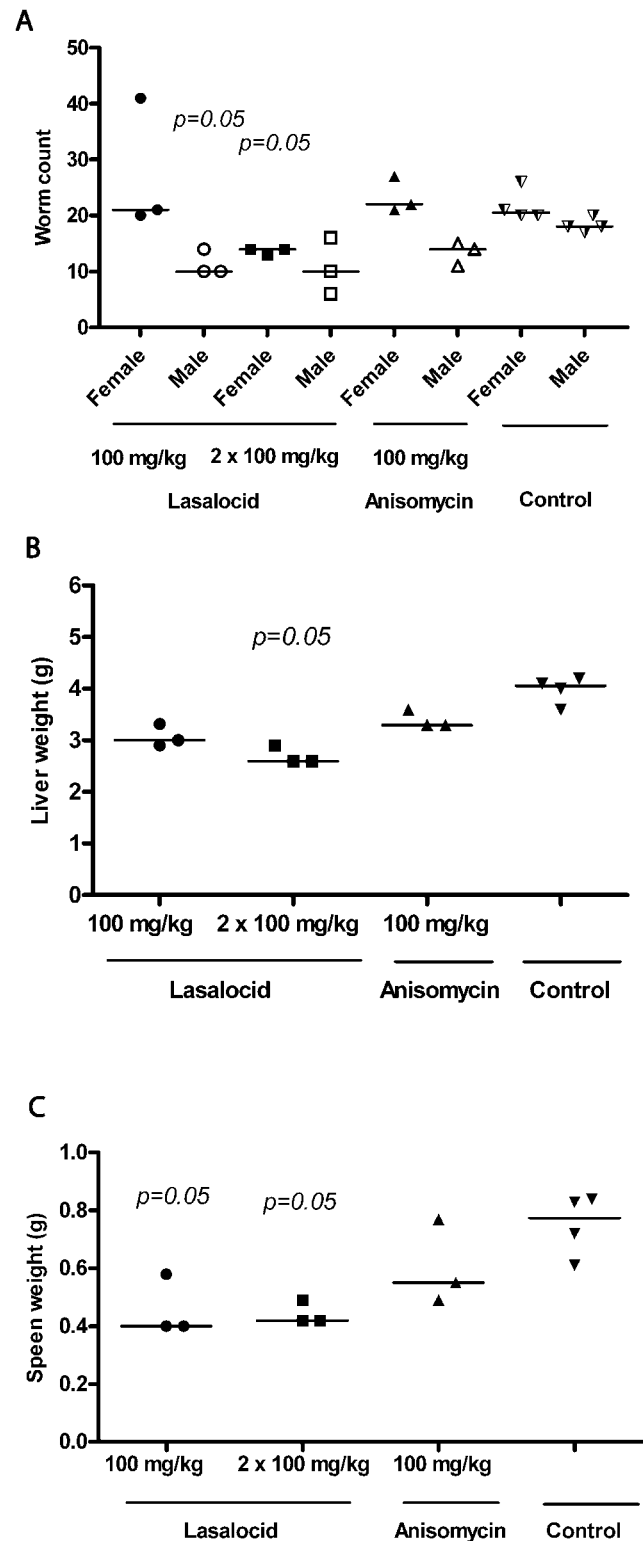 A
50
40
30
20
10
0
Worm count
p=0.05
p=0.05
Female
Male
Female
Male
Female
Male
Female
Male
100 mg/kg
2 x 100 mg/kg
100 mg/kg
Lasalocid
Anisomycin
Control
B
6
5
4
3
2
1
0
Liver weight (g)
p=0.05
100 mg/kg
2 x 100 mg/kg
100 mg/kg
Lasalocid
Anisomycin
Control
C
1.0
0.8
0.6
0.4
0.2
0.0
Speen weight (g)
p=0.05
p=0.05
100 mg/kg
2 x 100 mg/kg
100 mg/kg
Lasalocid
Anisomycin
Control